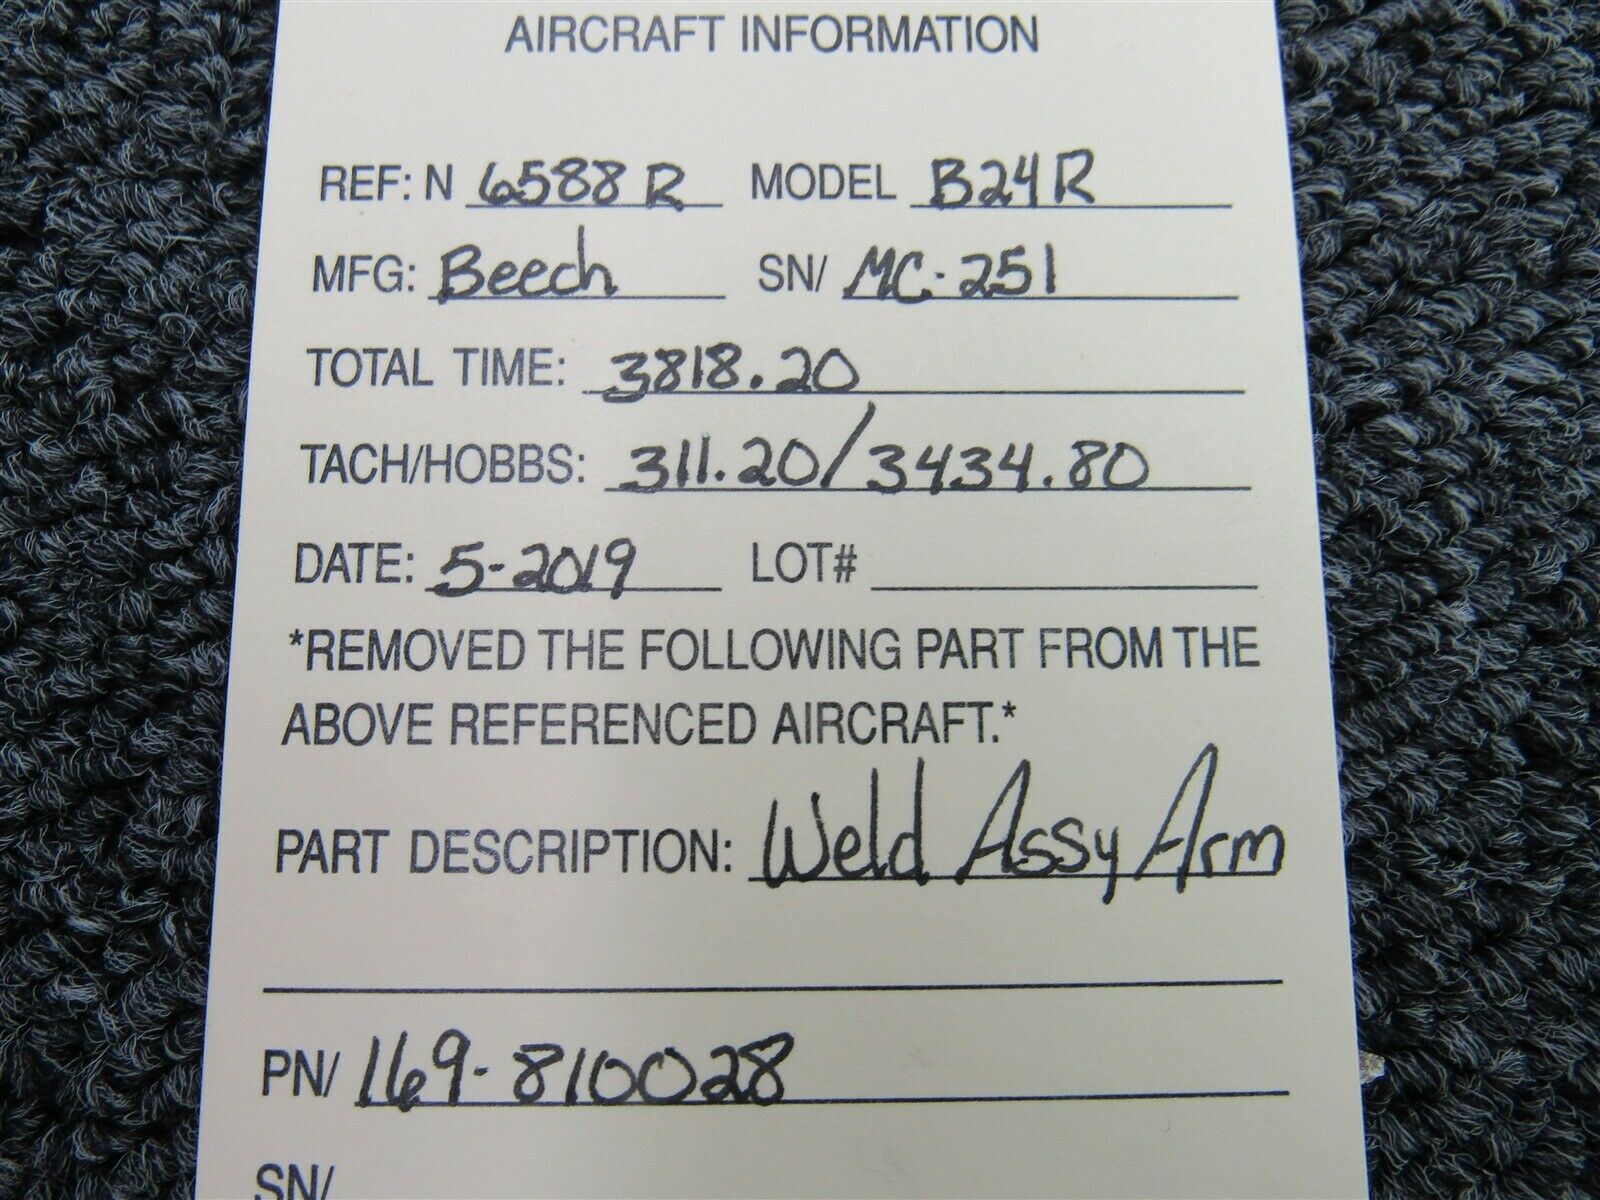 AIRCRAFT INFORMATION
REF: N 6588R MODEL B24R
MFG: Beech SN/ MC-251
TOTAL TIME: 3818.20
TACH/HOBBS: 311.20/3434.80
DATE: 5-2019 LOT#
*REMOVED THE FOLLOWING PART FROM THE
ABOVE REFERENCED AIRCRAFT.*
PART DESCRIPTION: Weld Assy Arm
PN/ 169-810028
SN/